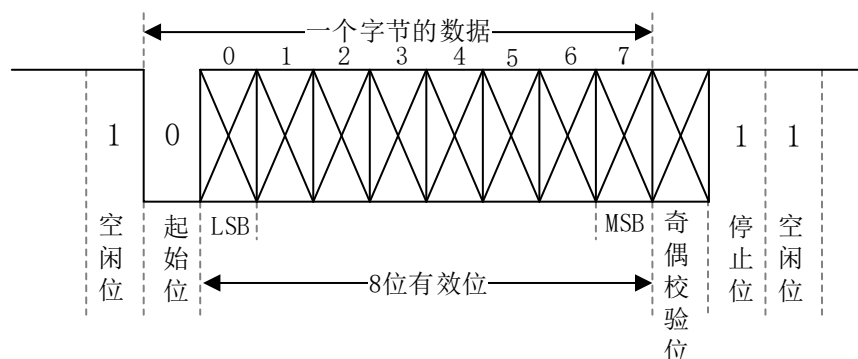 一个字节的数据
0 1 2 3 4 5 6 7
1 0 1 1
LSB MSB
空闲位
起始位
8位有效位
奇偶校验位
停止位
空闲位